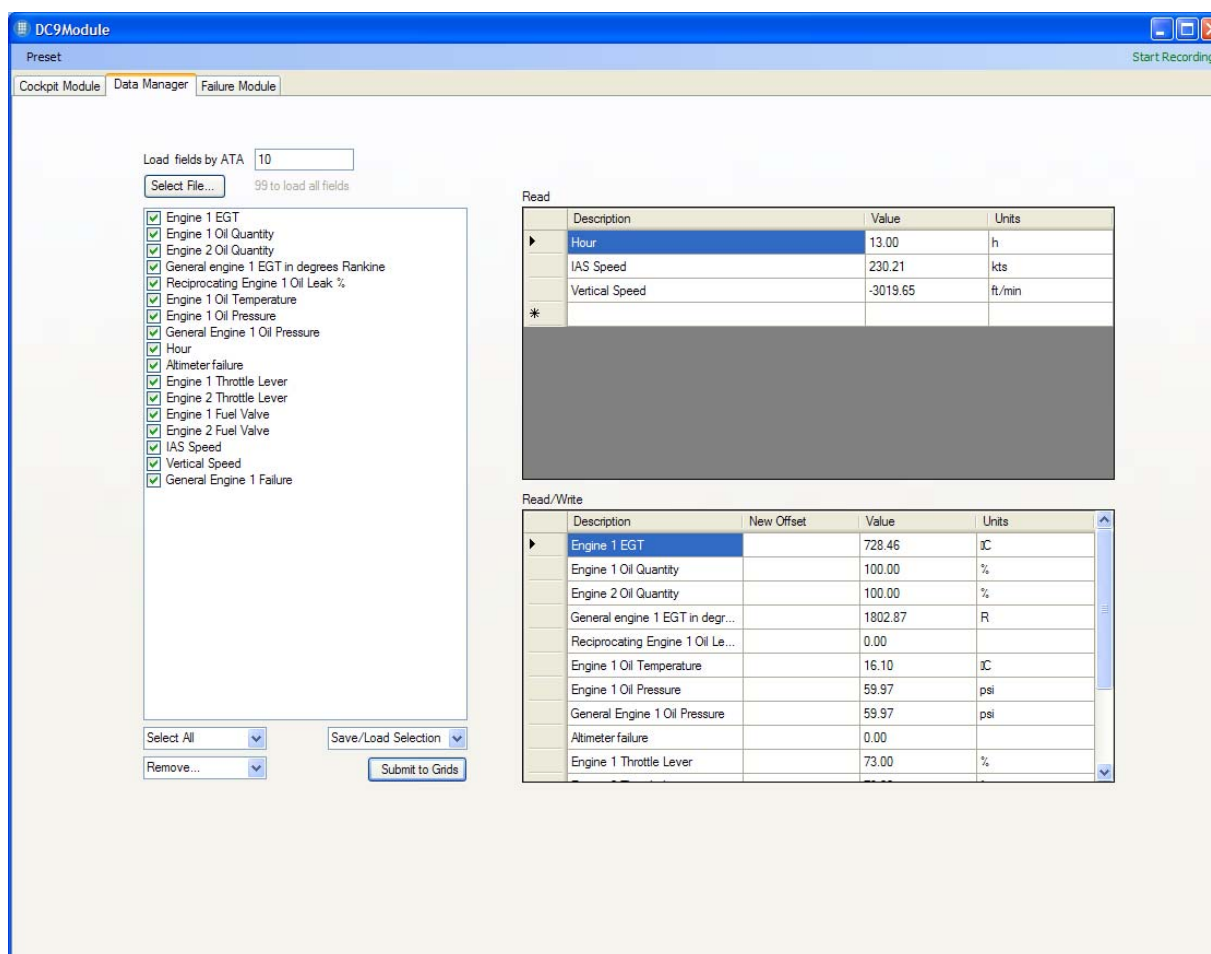 DC9Module
Preset
Start Recording
Cockpit Module Data Manager Failure Module
Load fields by ATA 10
Select File... 99 to load all fields
Engine 1 EGT
Engine 1 Oil Quantity
Engine 2 Oil Quantity
General engine 1 EGT in degrees Rankine
Reciprocating Engine 1 Oil Leak %
Engine 1 Oil Temperature
Engine 1 Oil Pressure
General Engine 1 Oil Pressure
Hour
Altimeter failure
Engine 1 Throttle Lever
Engine 2 Throttle Lever
Engine 1 Fuel Valve
Engine 2 Fuel Valve
IAS Speed
Vertical Speed
General Engine 1 Failure
Select All Save/Load Selection
Remove... Submit to Grids
Read
Description Value Units
Hour 13.00 h
IAS Speed 230.21 kts
Vertical Speed -3019.65 ft/min
Read/Write
Description New Offset Value Units
Engine 1 EGT 728.46 °C
Engine 1 Oil Quantity 100.00 %
Engine 2 Oil Quantity 100.00 %
General engine 1 EGT in degr... 1802.87 R
Reciprocating Engine 1 Oil Le... 0.00
Engine 1 Oil Temperature 16.10 °C
Engine 1 Oil Pressure 59.97 psi
General Engine 1 Oil Pressure 59.97 psi
Altimeter failure 0.00
Engine 1 Throttle Lever 73.00 %